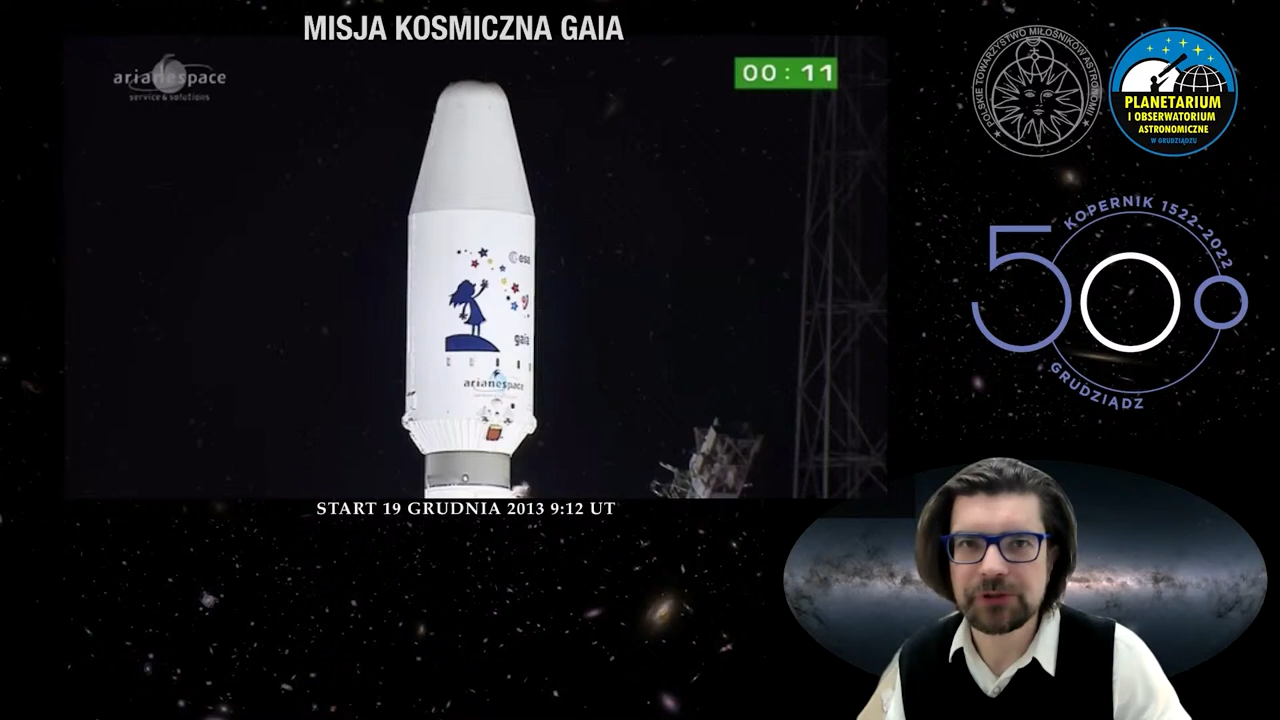 MISJA KOSMICZNA GAIA
arianespace
service & solutions
00 : 11
esa
gaia
arianespace
START 19 GRUDNIA 2013 9:12 UT
POLSKIE TOWARZYSTWO MIŁOŚNIKÓW ASTRONOMII
PLANETARIUM
I OBSERWATORIUM
ASTRONOMICZNE
W GRUDZIĄDZU
KOPERNIK 1522-2022
500
GRUDZIĄDZ